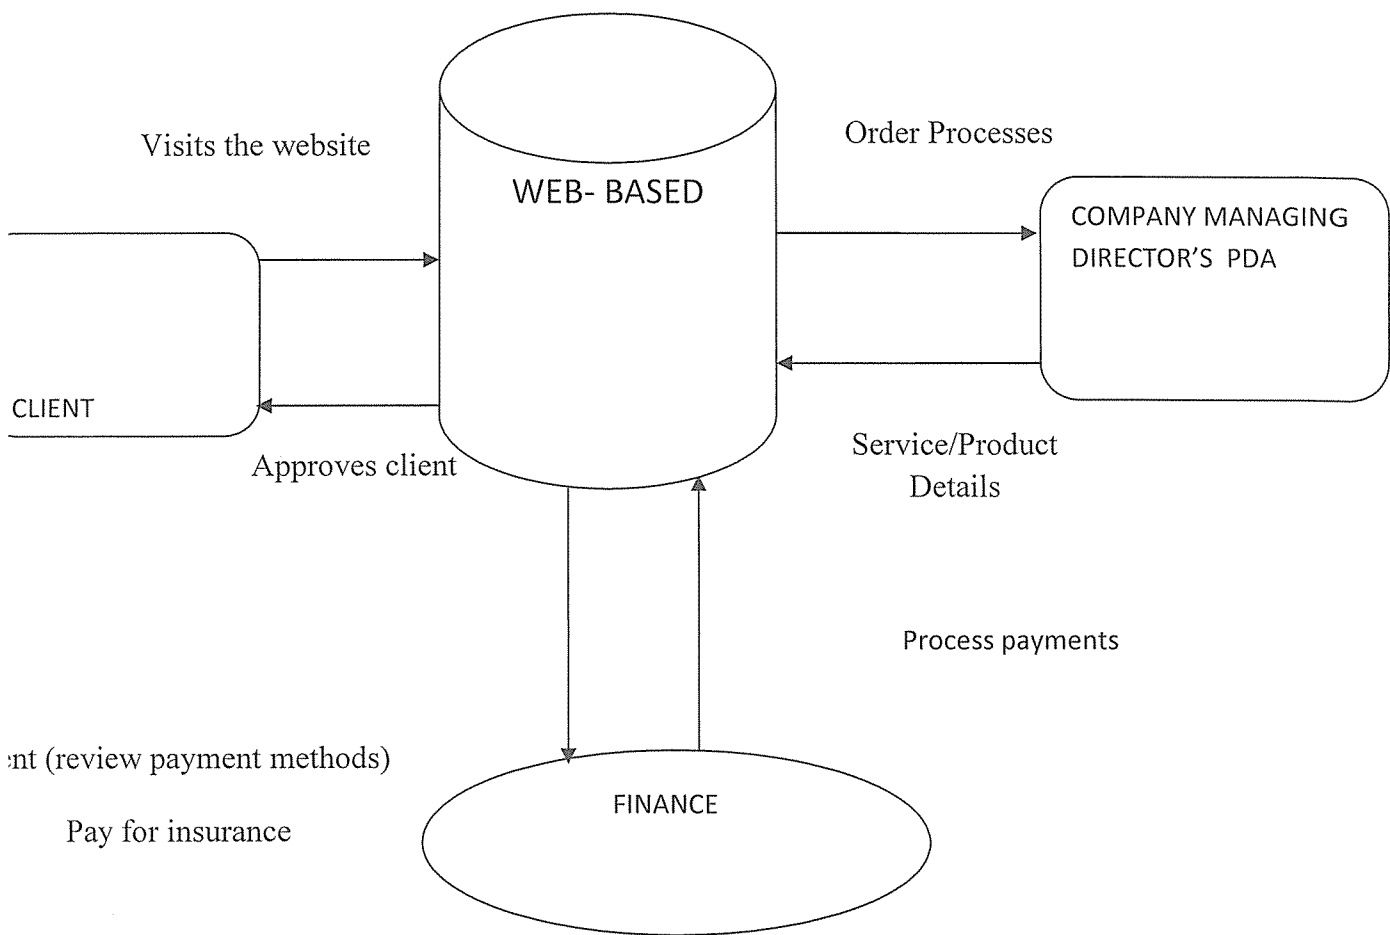 Visits the website
Order Processes
WEB- BASED
COMPANY MANAGING
DIRECTOR'S PDA
CLIENT
Approves client
Service/Product
Details
Process payments
(review payment methods)
FINANCE
Pay for insurance